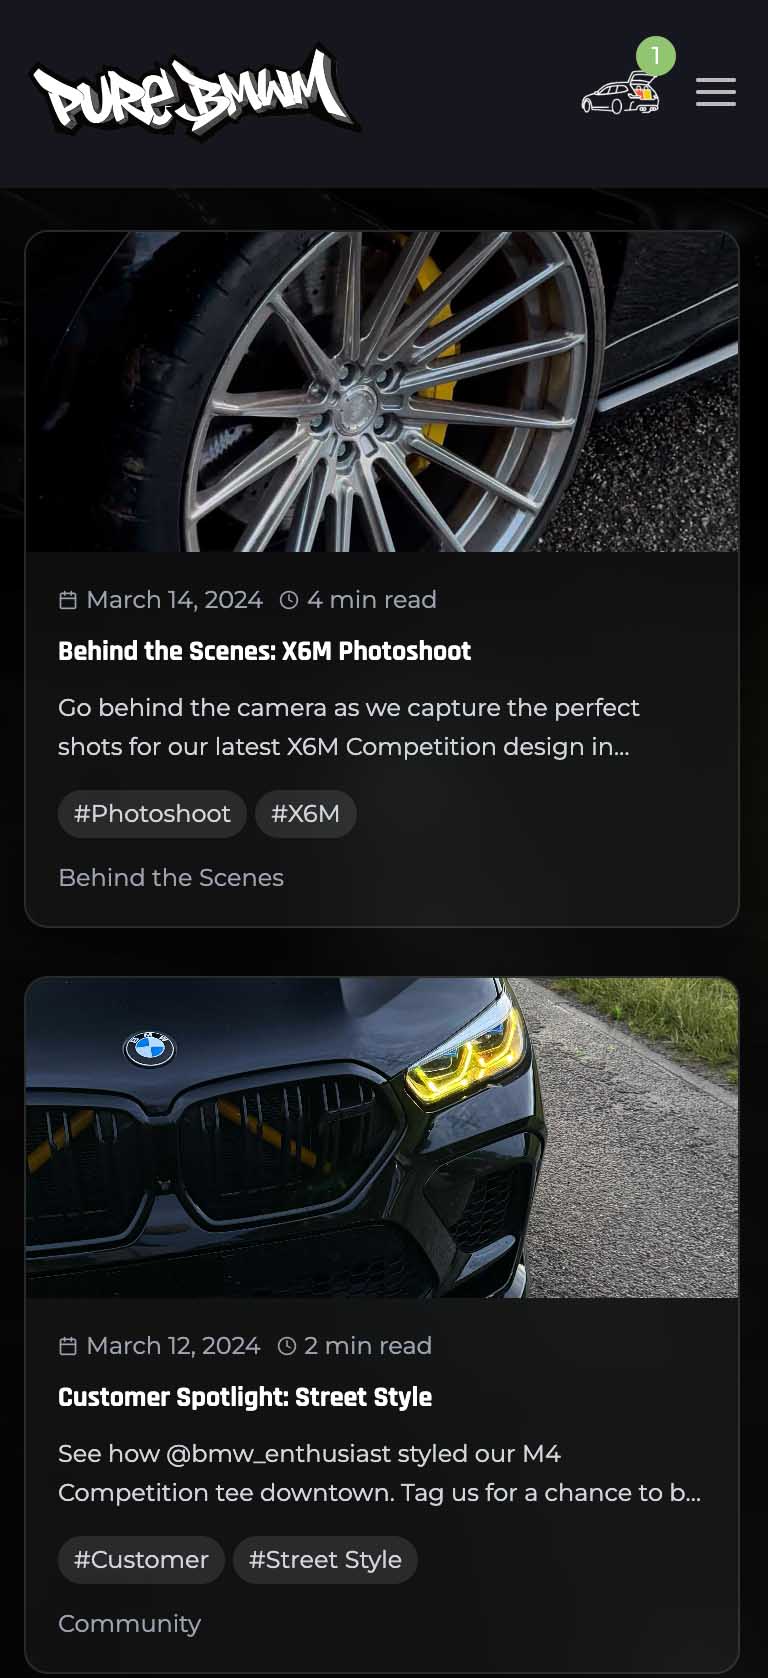 PURE BMWM
1
March 14, 2024 4 min read
Behind the Scenes: X6M Photoshoot
Go behind the camera as we capture the perfect
shots for our latest X6M Competition design in...
#Photoshoot #X6M
Behind the Scenes
BMW
March 12, 2024 2 min read
Customer Spotlight: Street Style
See how @bmw_enthusiast styled our M4
Competition tee downtown. Tag us for a chance to b...
#Customer #Street Style
Community